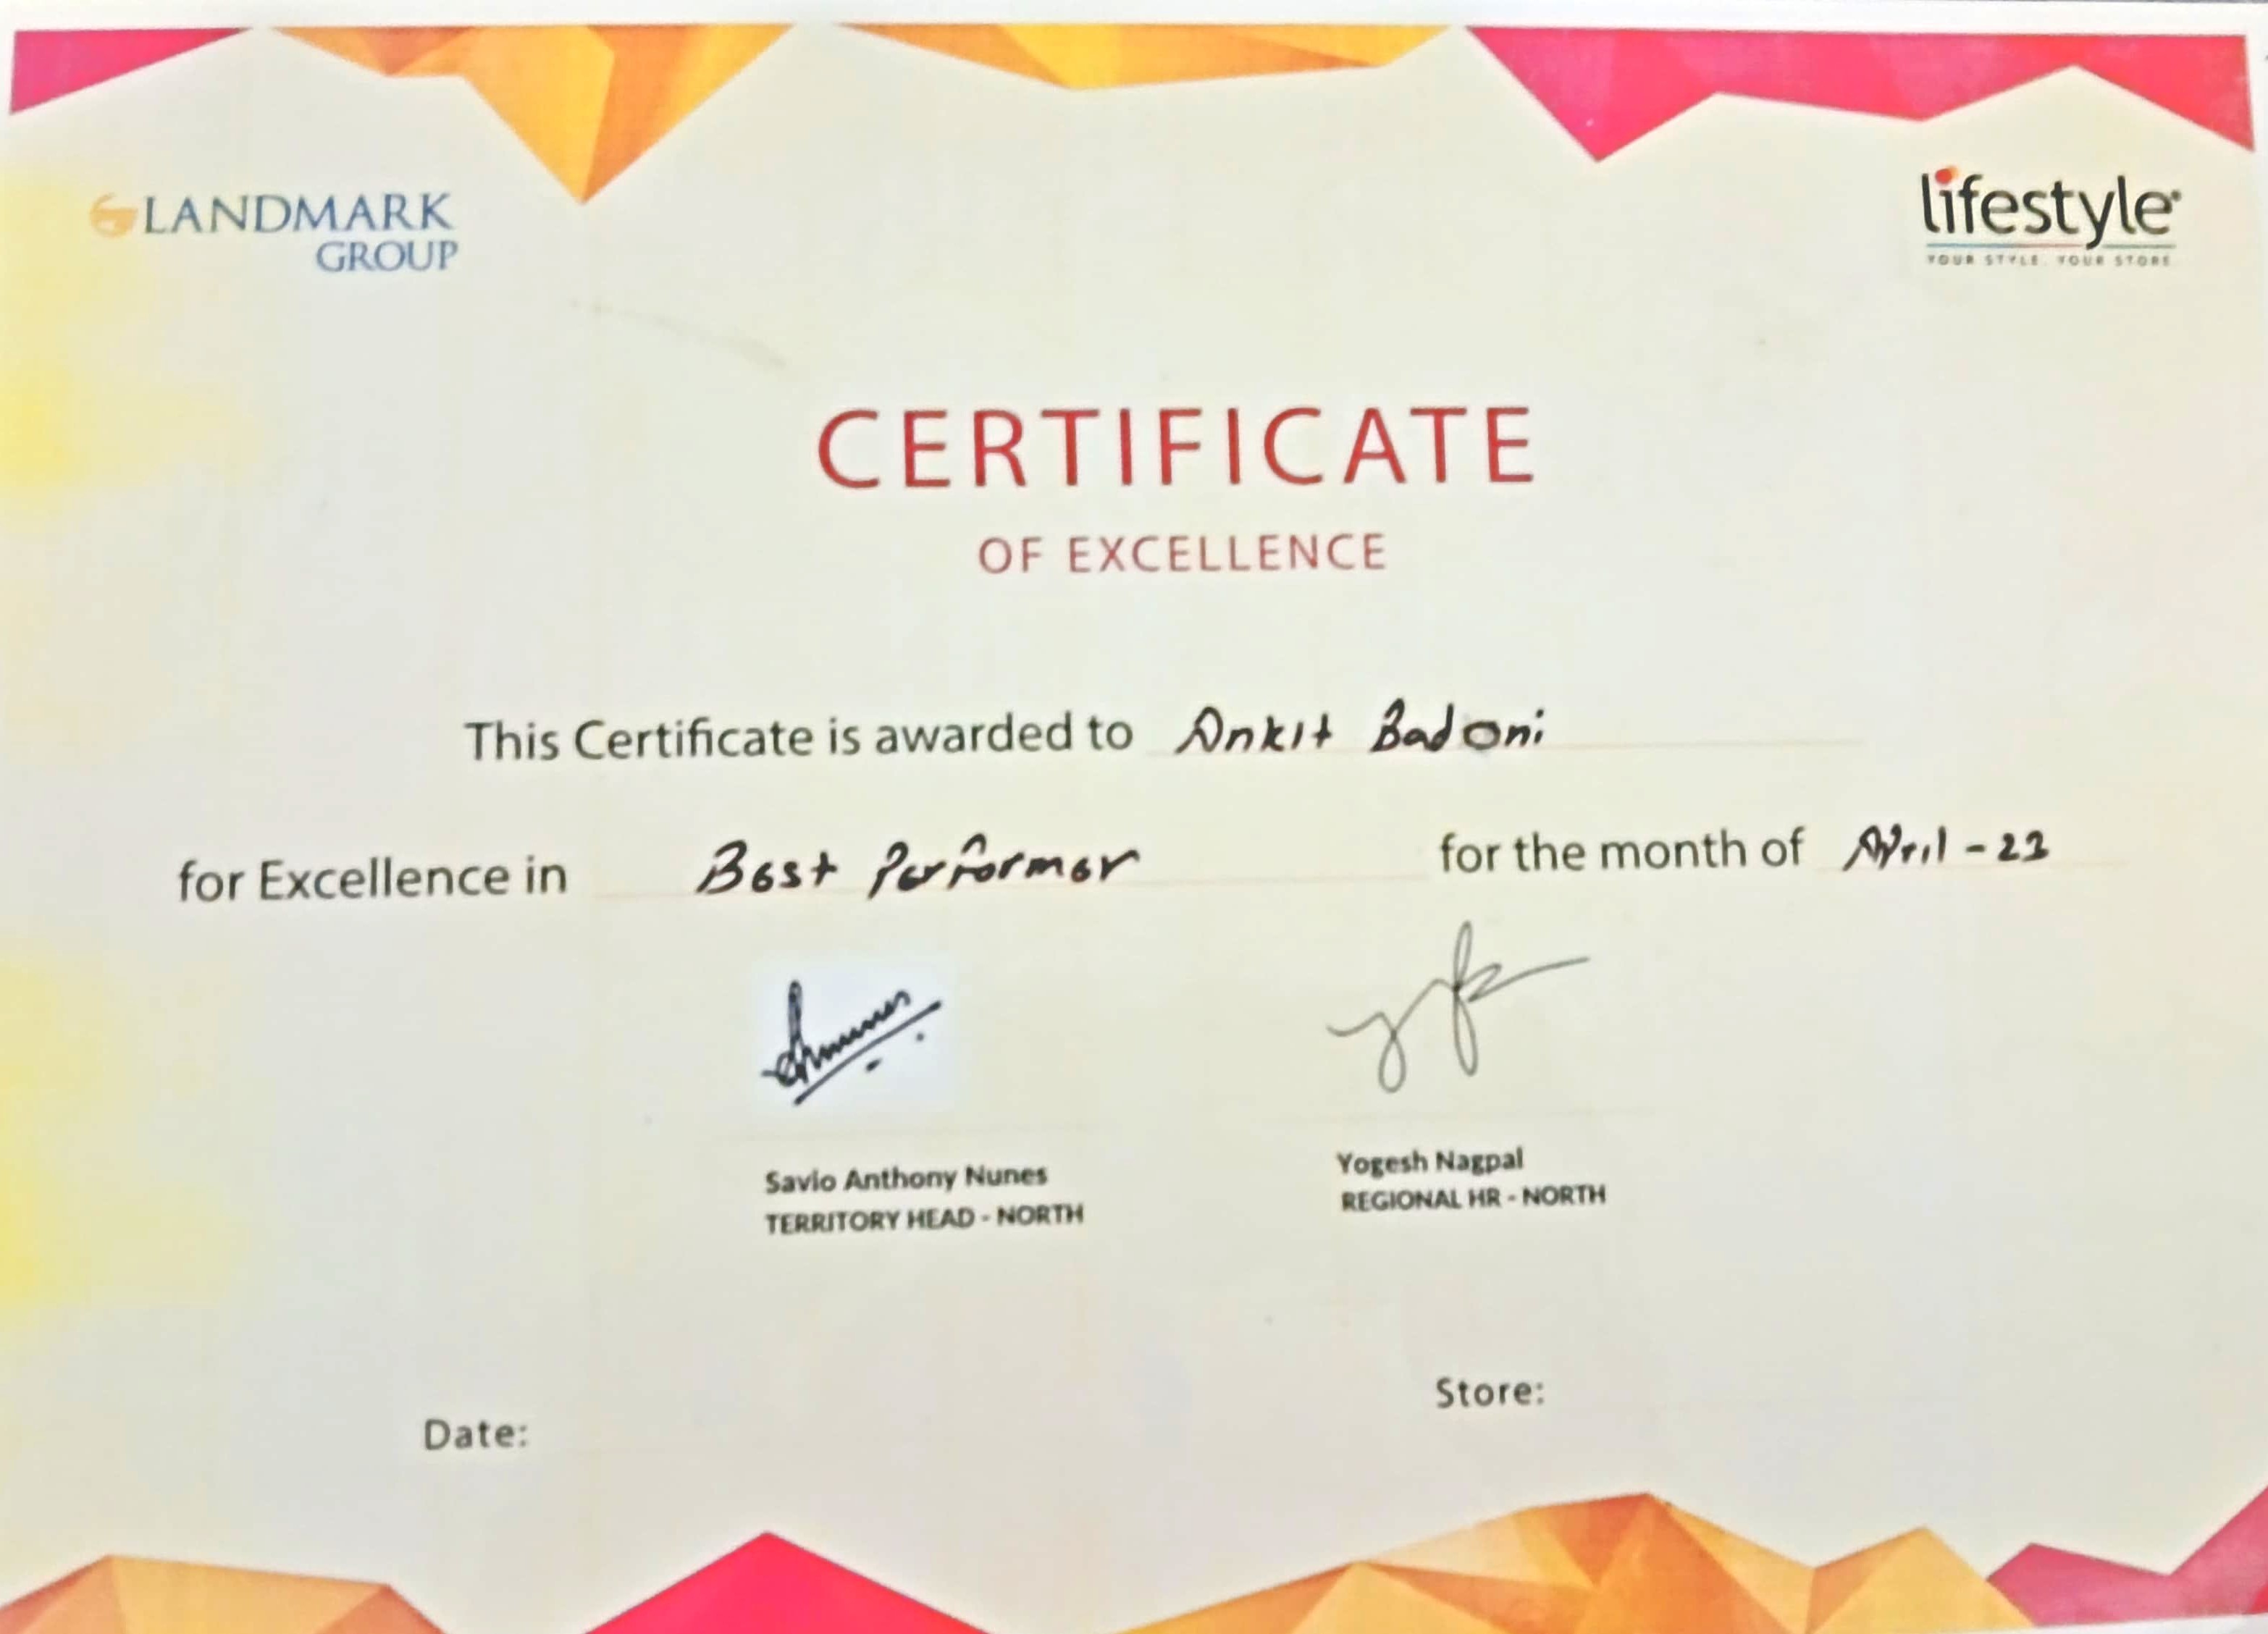 LANDMARK
GROUP
lifestyle
YOUR STYLE. YOUR STORE
CERTIFICATE
OF EXCELLENCE
This Certificate is awarded to Ankit Badoni
for Excellence in Best Performer for the month of April - 23
Savio Anthony Nunes
TERRITORY HEAD - NORTH
Yogesh Nagpal
REGIONAL HR - NORTH
Date:
Store: